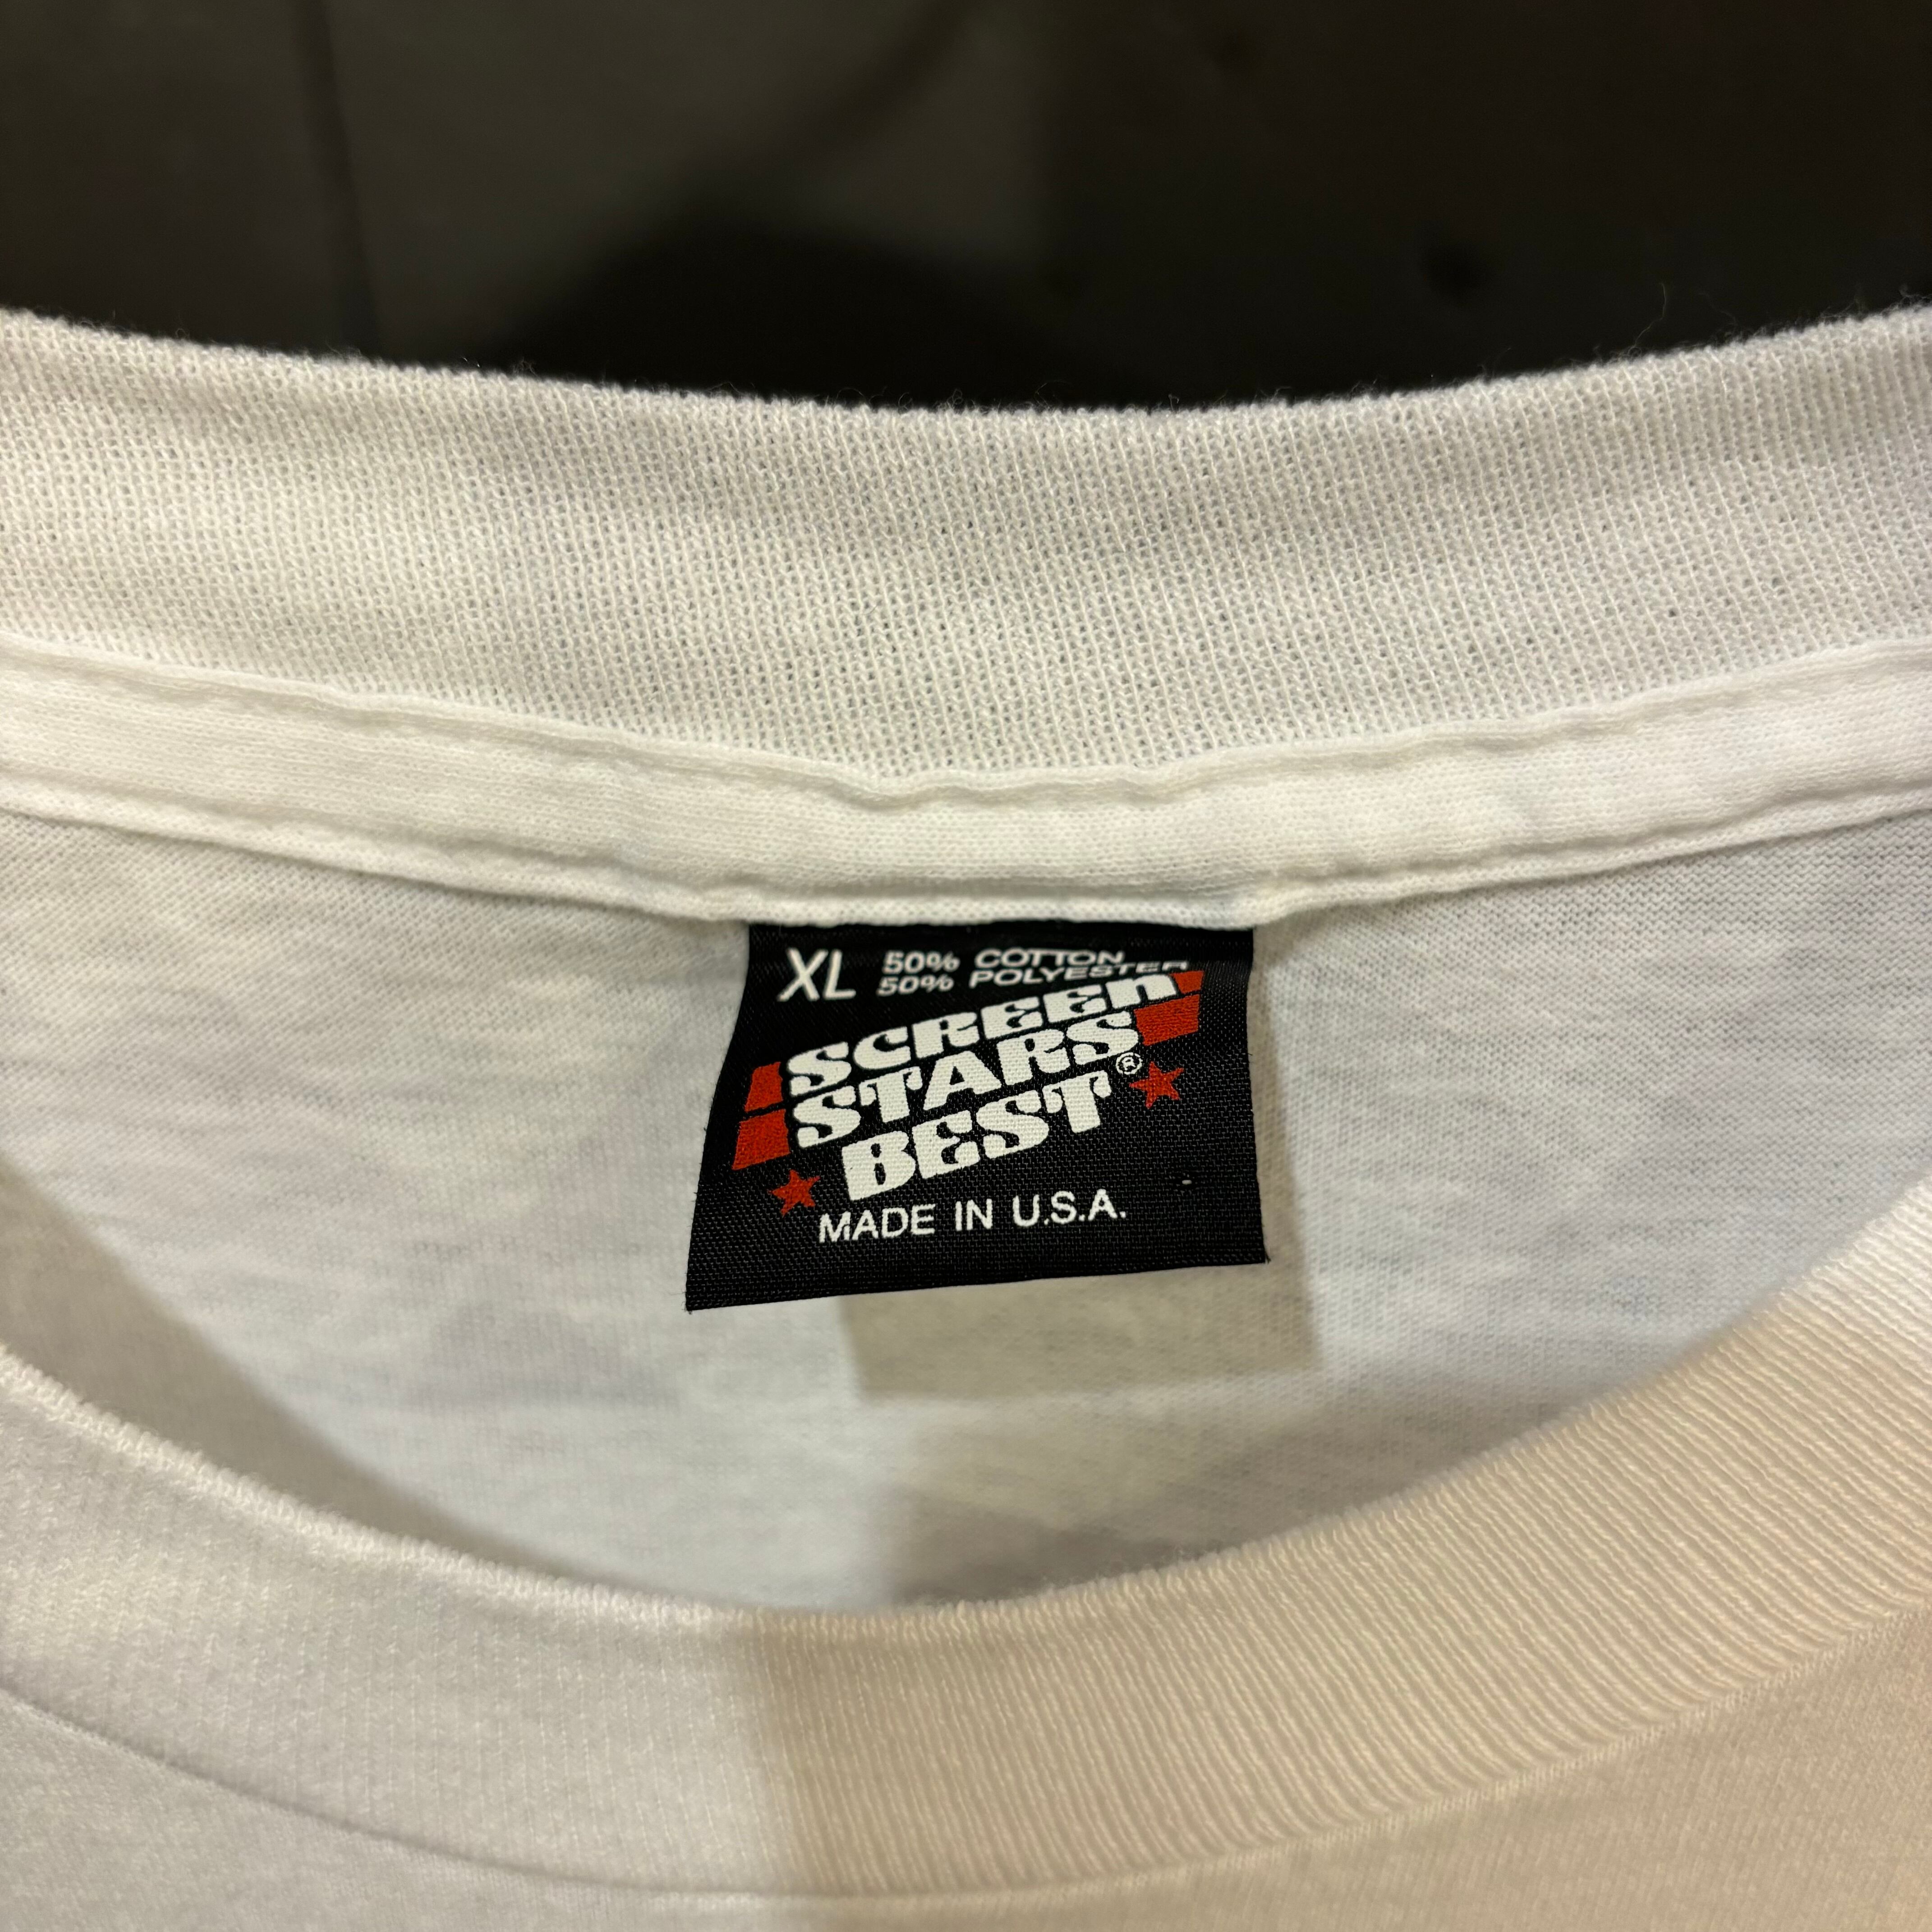 XL 50% COTTON
50% POLYESTER
SCREEn
STARS
BEST®
MADE IN U.S.A.